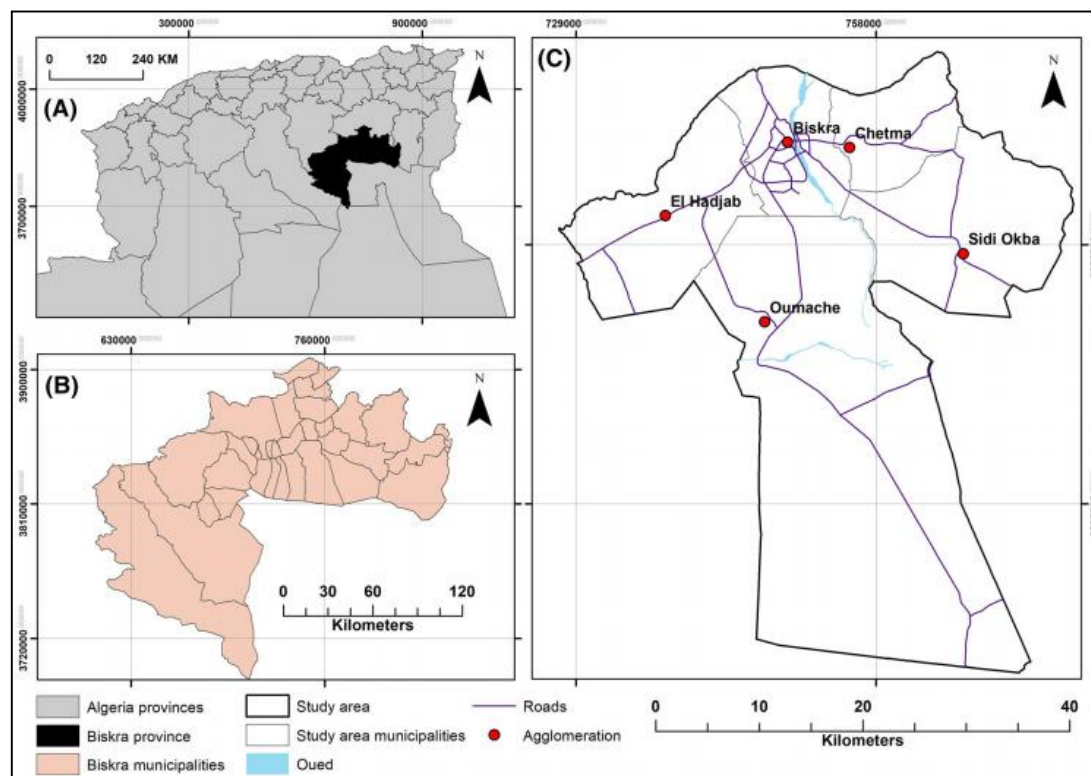 300000
900000
0 120 240 KM
N
(A)
4000000
3700000
630000
760000
(B)
N
3900000
3810000
3720000
0 30 60 120
Kilometers
729000
758000
(C)
N
Biskra
Chetma
El Hadjab
Sidi Okba
Oumache
Algeria provinces
Biskra province
Biskra municipalities
Study area
Study area municipalities
Oued
Roads
Agglomeration
0 10 20 40
Kilometers